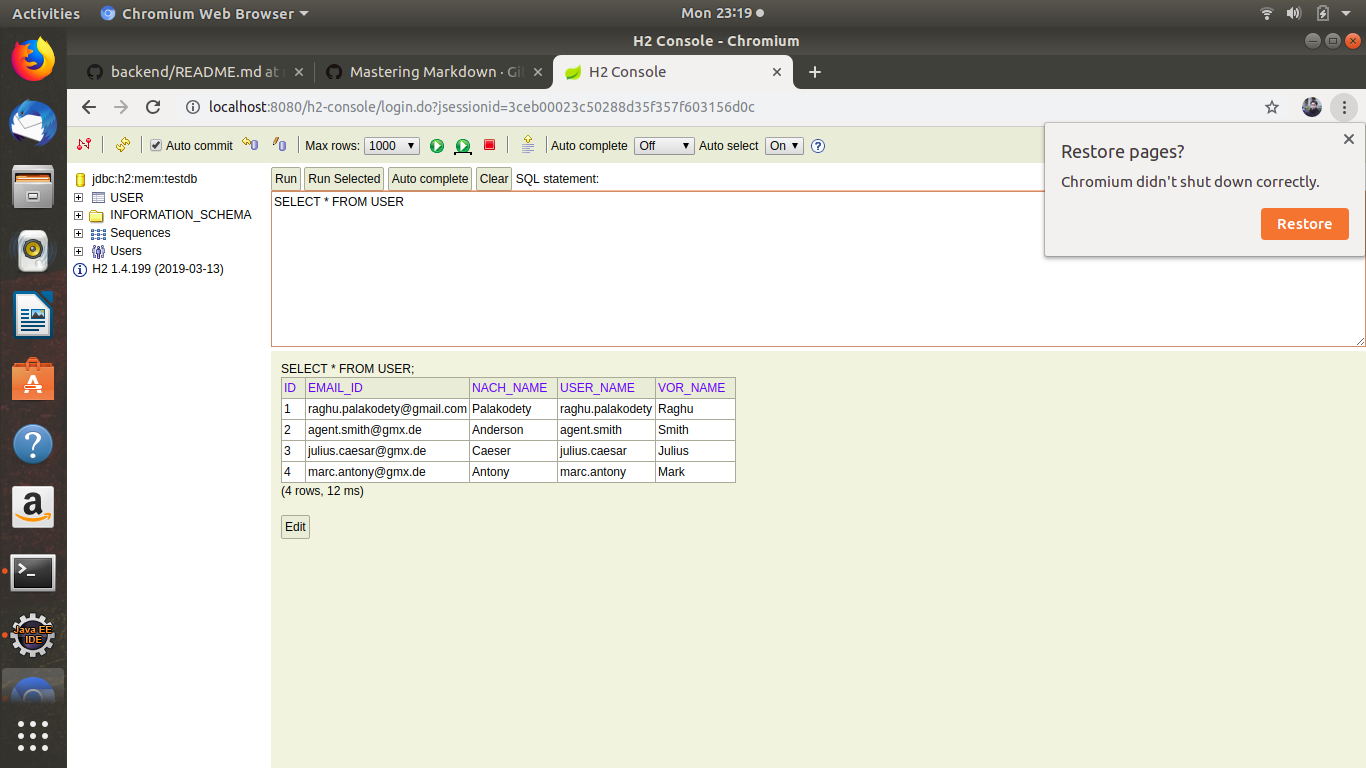 Activities Chromium Web Browser Mon 23:19
H2 Console - Chromium
backend/README.md at Mastering Markdown · Git H2 Console
localhost:8080/h2-console/login.do?jsessionid=3ceb00023c50288d35f357f603156d0c
Auto commit Max rows: 1000 Auto complete Off Auto select On
Restore pages?
Chromium didn't shut down correctly.
Restore
jdbc:h2:mem:testdb
USER
INFORMATION_SCHEMA
Sequences
Users
H2 1.4.199 (2019-03-13)
Run Run Selected Auto complete Clear SQL statement:
SELECT * FROM USER
SELECT * FROM USER;
ID EMAIL_ID NACH_NAME USER_NAME VOR_NAME
1 raghu.palakodety@gmail.com Palakodety raghu.palakodety Raghu
2 agent.smith@gmx.de Anderson agent.smith Smith
3 julius.caesar@gmx.de Caeser julius.caesar Julius
4 marc.antony@gmx.de Antony marc.antony Mark
(4 rows, 12 ms)
Edit
Java EE
IDE